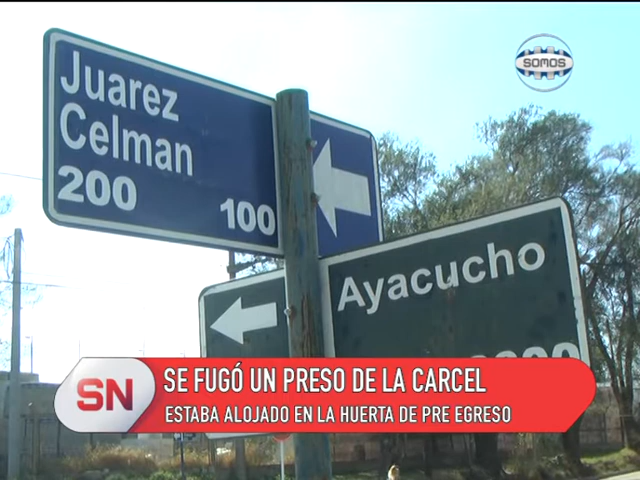 SOMOS
Juarez
Celman
200 100
Ayacucho
SN
SE FUGÓ UN PRESO DE LA CARCEL
ESTABA ALOJADO EN LA HUERTA DE PRE EGRESO